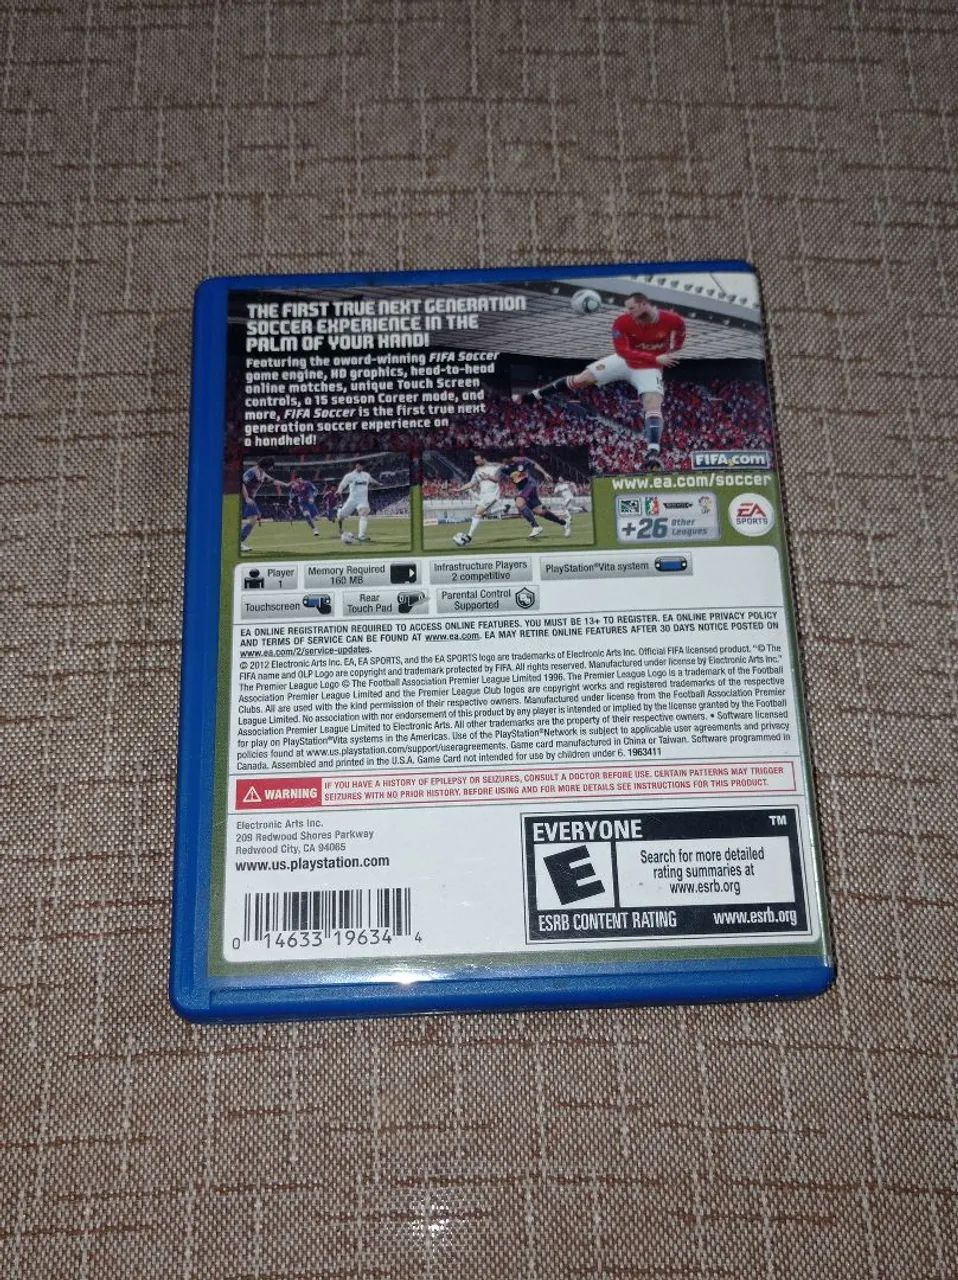 THE FIRST TRUE NEXT GENERATION
SOCCER EXPERIENCE IN THE
PALM OF YOUR HAND!
Featuring the award-winning FIFA Soccer
game engine, HD graphics, head-to-head
online matches, unique Touch Screen
controls, a 15 season Career mode, and
more, FIFA Soccer is the first true next
generation soccer experience on
a handheld!
AON
FIFA.com
www.ea.com/soccer
+26 Other
Leagues
EA
SPORTS
Player
1
Memory Required
160 MB
Infrastructure Players
2 competitive
PlayStation®Vita system
Touchscreen
Rear
Touch Pad
Parental Control
Supported
EA ONLINE REGISTRATION REQUIRED TO ACCESS ONLINE FEATURES. YOU MUST BE 13+ TO REGISTER. EA ONLINE PRIVACY POLICY
AND TERMS OF SERVICE CAN BE FOUND AT www.ea.com. EA MAY RETIRE ONLINE FEATURES AFTER 30 DAYS NOTICE POSTED ON
www.ea.com/2/service-updates.
© 2012 Electronic Arts Inc. EA, EA SPORTS, and the EA SPORTS logo are trademarks of Electronic Arts Inc. Official FIFA licensed product. "© The
FIFA name and OLP Logo are copyright and trademark protected by FIFA. All rights reserved. Manufactured under license by Electronic Arts Inc."
The Premier League Logo © The Football Association Premier League Limited 1996. The Premier League Logo is a trademark of the Football
Association Premier League Limited and the Premier League Club logos are copyright works and registered trademarks of the respective
Clubs. All are used with the kind permission of their respective owners. Manufactured under license from the Football Association Premier
League Limited. No association with nor endorsement of this product by any player is intended or implied by the license granted by the Football
Association Premier League Limited to Electronic Arts. All other trademarks are the property of their respective owners. • Software licensed
for play on PlayStation®Vita systems in the Americas. Use of the PlayStation®Network is subject to applicable user agreements and privacy
policies found at www.us.playstation.com/support/useragreements. Game card manufactured in China or Taiwan. Software programmed in
Canada. Assembled and printed in the U.S.A. Game Card not intended for use by children under 6. 1963411
WARNING
IF YOU HAVE A HISTORY OF EPILEPSY OR SEIZURES, CONSULT A DOCTOR BEFORE USE. CERTAIN PATTERNS MAY TRIGGER
SEIZURES WITH NO PRIOR HISTORY. BEFORE USING AND FOR MORE DETAILS SEE INSTRUCTIONS FOR THIS PRODUCT.
Electronic Arts Inc.
209 Redwood Shores Parkway
Redwood City, CA 94065
www.us.playstation.com
0 14633 19634 4
EVERYONE
TM
E
Search for more detailed
rating summaries at
www.esrb.org
ESRB CONTENT RATING
www.esrb.org